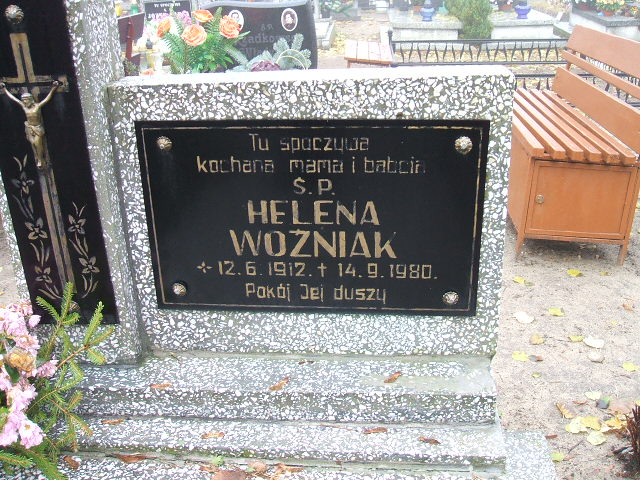 Tu spoczywa
kochana mama i babcia
Ś.P.
HELENA
WOŹNIAK
* 12.6.1912. + 14.9.1980.
Pokój Jej duszy